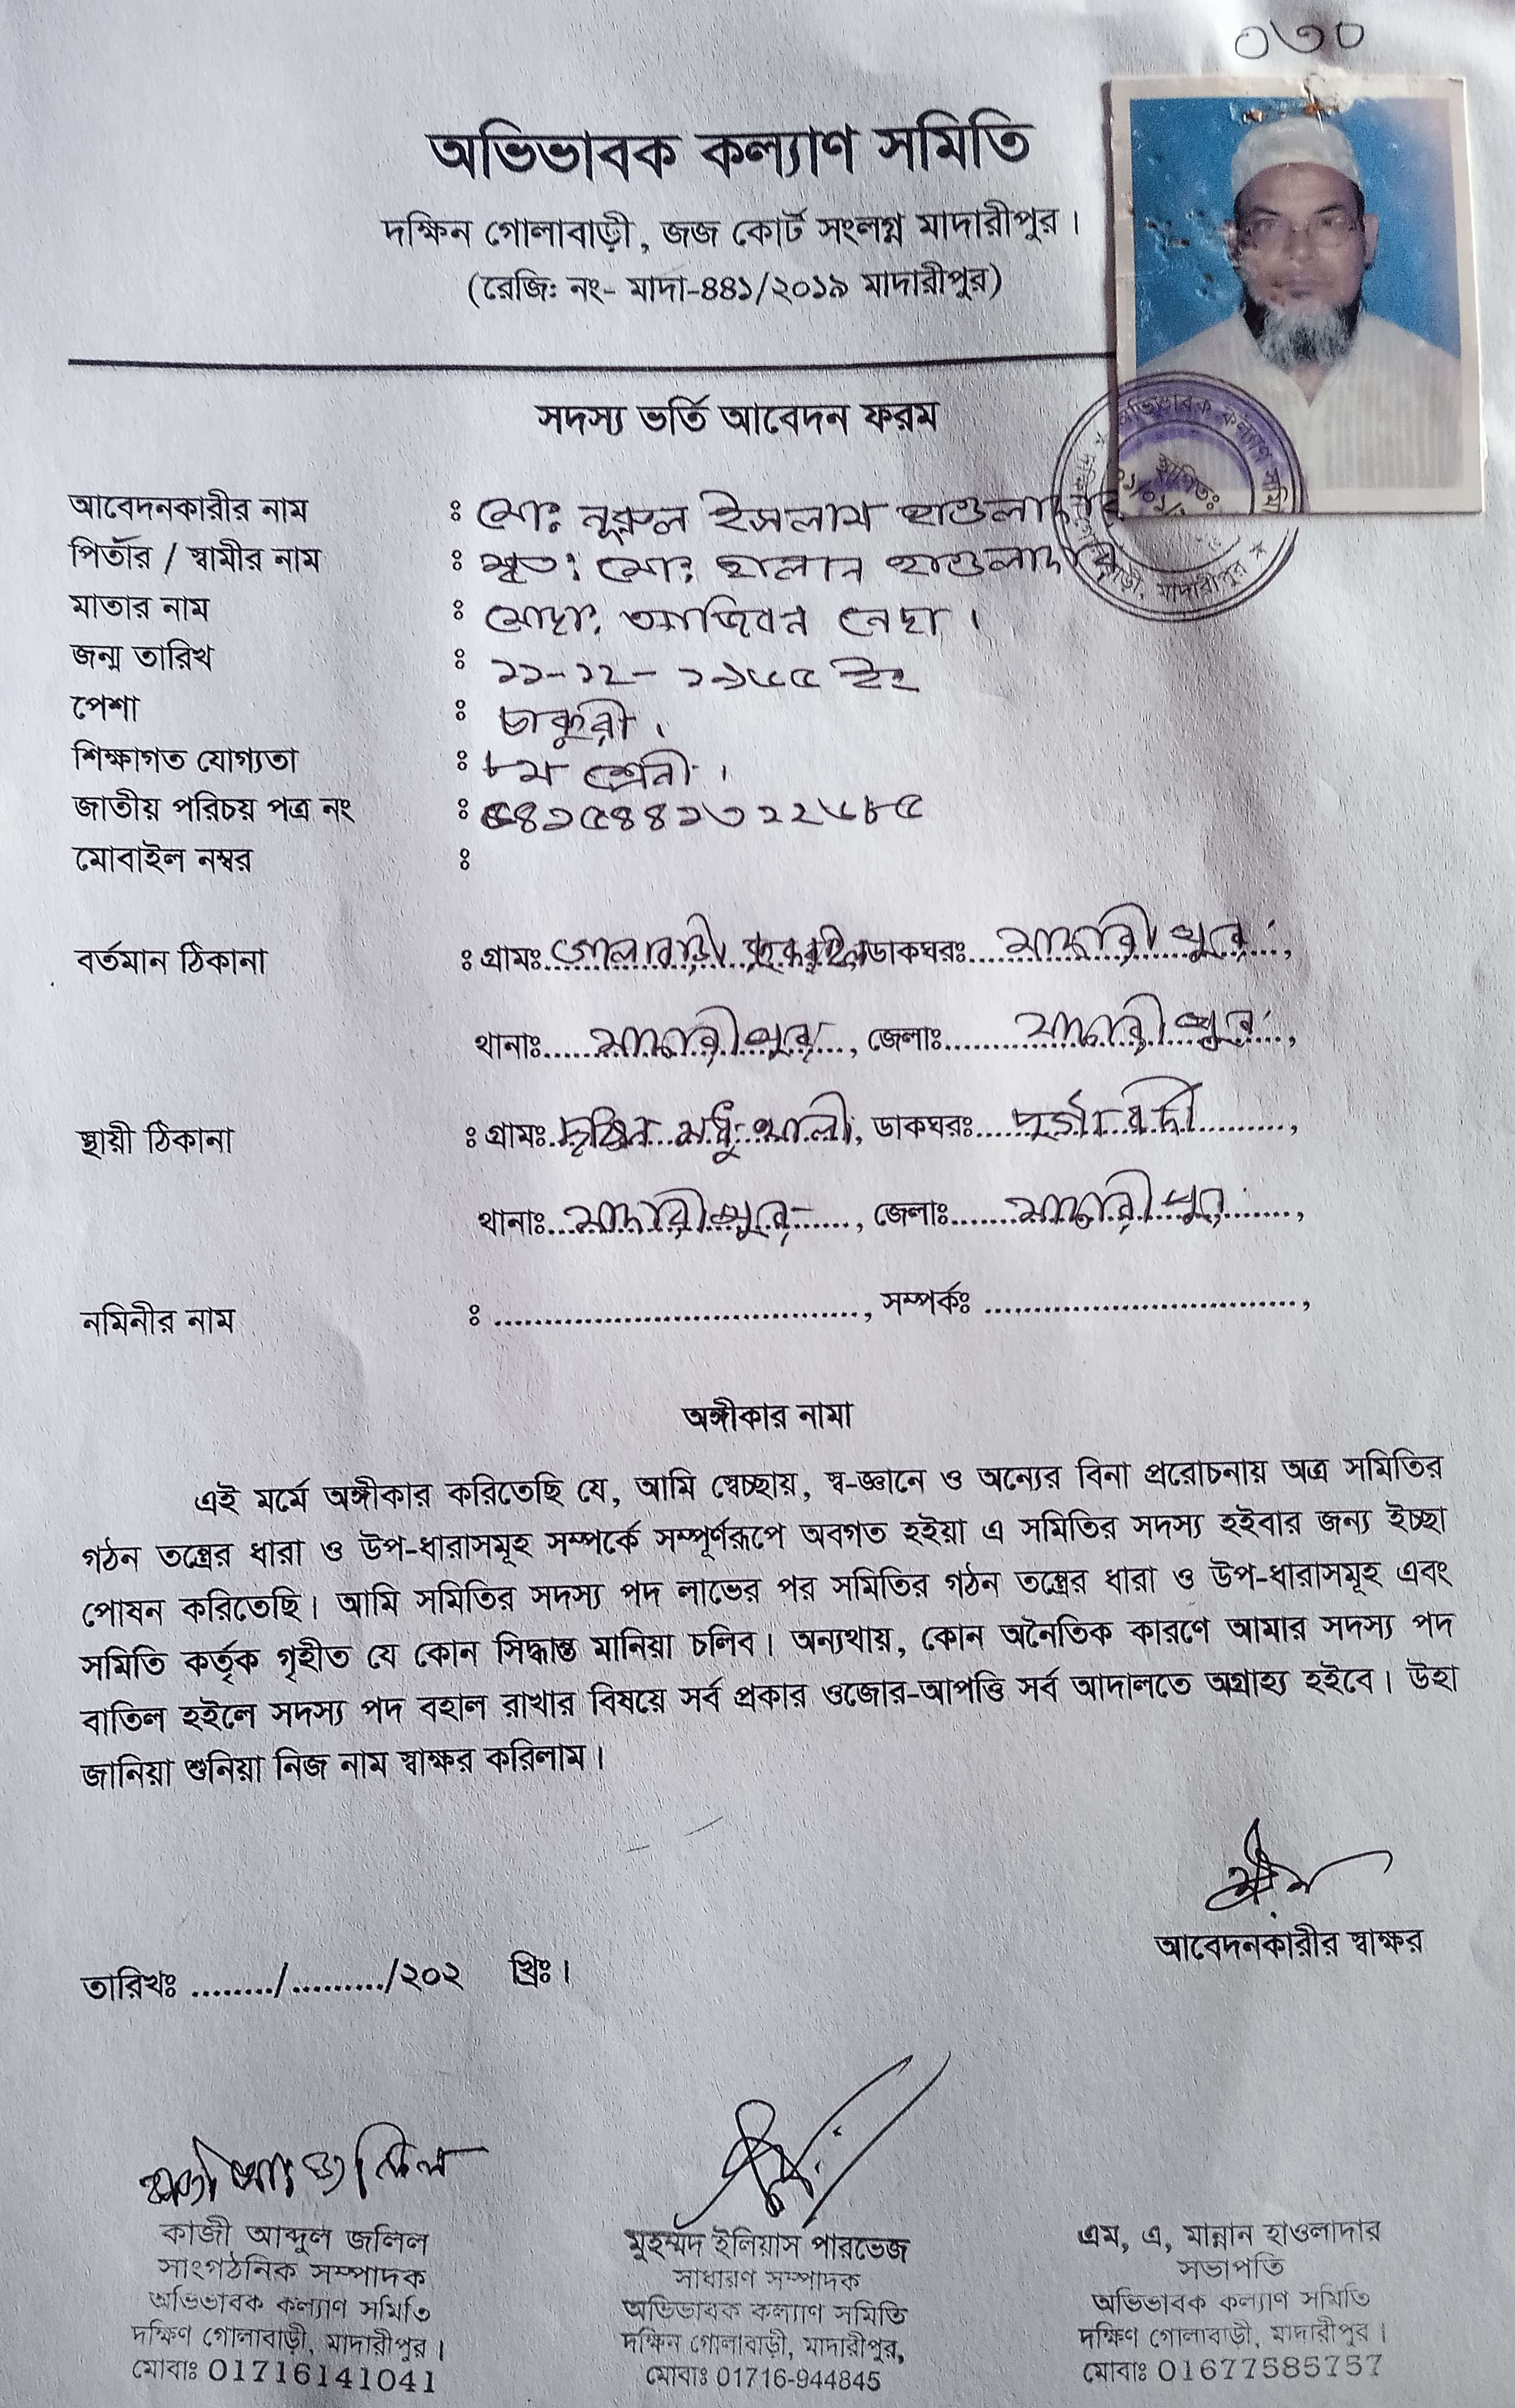 ০৩০
অভিভাবক কল্যাণ সমিতি
দক্ষিন গোলাবাড়ী, জজ কোর্ট সংলগ্ন মাদারীপুর।
(রেজিঃ নং- মাদা-৪৪১/২০১৯ মাদারীপুর)
সদস্য ভর্তি আবেদন ফরম
অভিভাবক কল্যাণ সমিতি
স্থাপিতঃ
মাদারীপুর
আবেদনকারীর নাম : মোঃ নূরুল ইসলাম হাওলাদার
পিতার / স্বামীর নাম : মৃতঃ মোঃ হালান হাওলাদার
মাতার নাম : মোছাঃ আজিবন নেছা।
জন্ম তারিখ : ১১-১২-১৯৫৫ ইং
পেশা : চাকুরী।
শিক্ষাগত যোগ্যতা : ৮ম শ্রেনী।
জাতীয় পরিচয় পত্র নং : ৫৪১৫৪৪১৩২২৬৮৫
মোবাইল নম্বর :
বর্তমান ঠিকানা : গ্রামঃ গোলাবাড়ী ডাকঘরঃ মাদারীপুর,
থানাঃ মাদারীপুর, জেলাঃ মাদারীপুর,
স্থায়ী ঠিকানা : গ্রামঃ দক্ষিন খালী, ডাকঘরঃ দুর্গাবর্দী,
থানাঃ মাদারীপুর, জেলাঃ মাদারীপুর,
নমিনীর নাম : ...................................., সম্পর্কঃ ................................,
অঙ্গীকার নামা
এই মর্মে অঙ্গীকার করিতেছি যে, আমি স্বেচ্ছায়, স্ব-জ্ঞানে ও অন্যের বিনা প্ররোচনায় অত্র সমিতির
গঠন তন্ত্রের ধারা ও উপ-ধারাসমূহ সম্পর্কে সম্পূর্ণরূপে অবগত হইয়া এ সমিতির সদস্য হইবার জন্য ইচ্ছা
পোষন করিতেছি। আমি সমিতির সদস্য পদ লাভের পর সমিতির গঠন তন্ত্রের ধারা ও উপ-ধারাসমূহ এবং
সমিতি কর্তৃক গৃহীত যে কোন সিদ্ধান্ত মানিয়া চলিব। অন্যথায়, কোন অনৈতিক কারণে আমার সদস্য পদ
বাতিল হইলে সদস্য পদ বহাল রাখার বিষয়ে সর্ব প্রকার ওজোর-আপত্তি সর্ব আদালতে অগ্রাহ্য হইবে। উহা
জানিয়া শুনিয়া নিজ নাম স্বাক্ষর করিলাম।
আবেদনকারীর স্বাক্ষর
তারিখঃ ......../........./২০২ খ্রিঃ।
কাজী আব্দুল জলিল
সাংগঠনিক সম্পাদক
অভিভাবক কল্যাণ সমিতি
দক্ষিণ গোলাবাড়ী, মাদারীপুর।
মোবাঃ 01716141041
মুহম্মদ ইলিয়াস পারভেজ
সাধারণ সম্পাদক
অভিভাবক কল্যাণ সমিতি
দক্ষিন গোলাবাড়ী, মাদারীপুর,
মোবাঃ 01716-944845
এম, এ, মান্নান হাওলাদার
সভাপতি
অভিভাবক কল্যাণ সমিতি
দক্ষিণ গোলাবাড়ী, মাদারীপুর।
মোবাঃ 01677585757